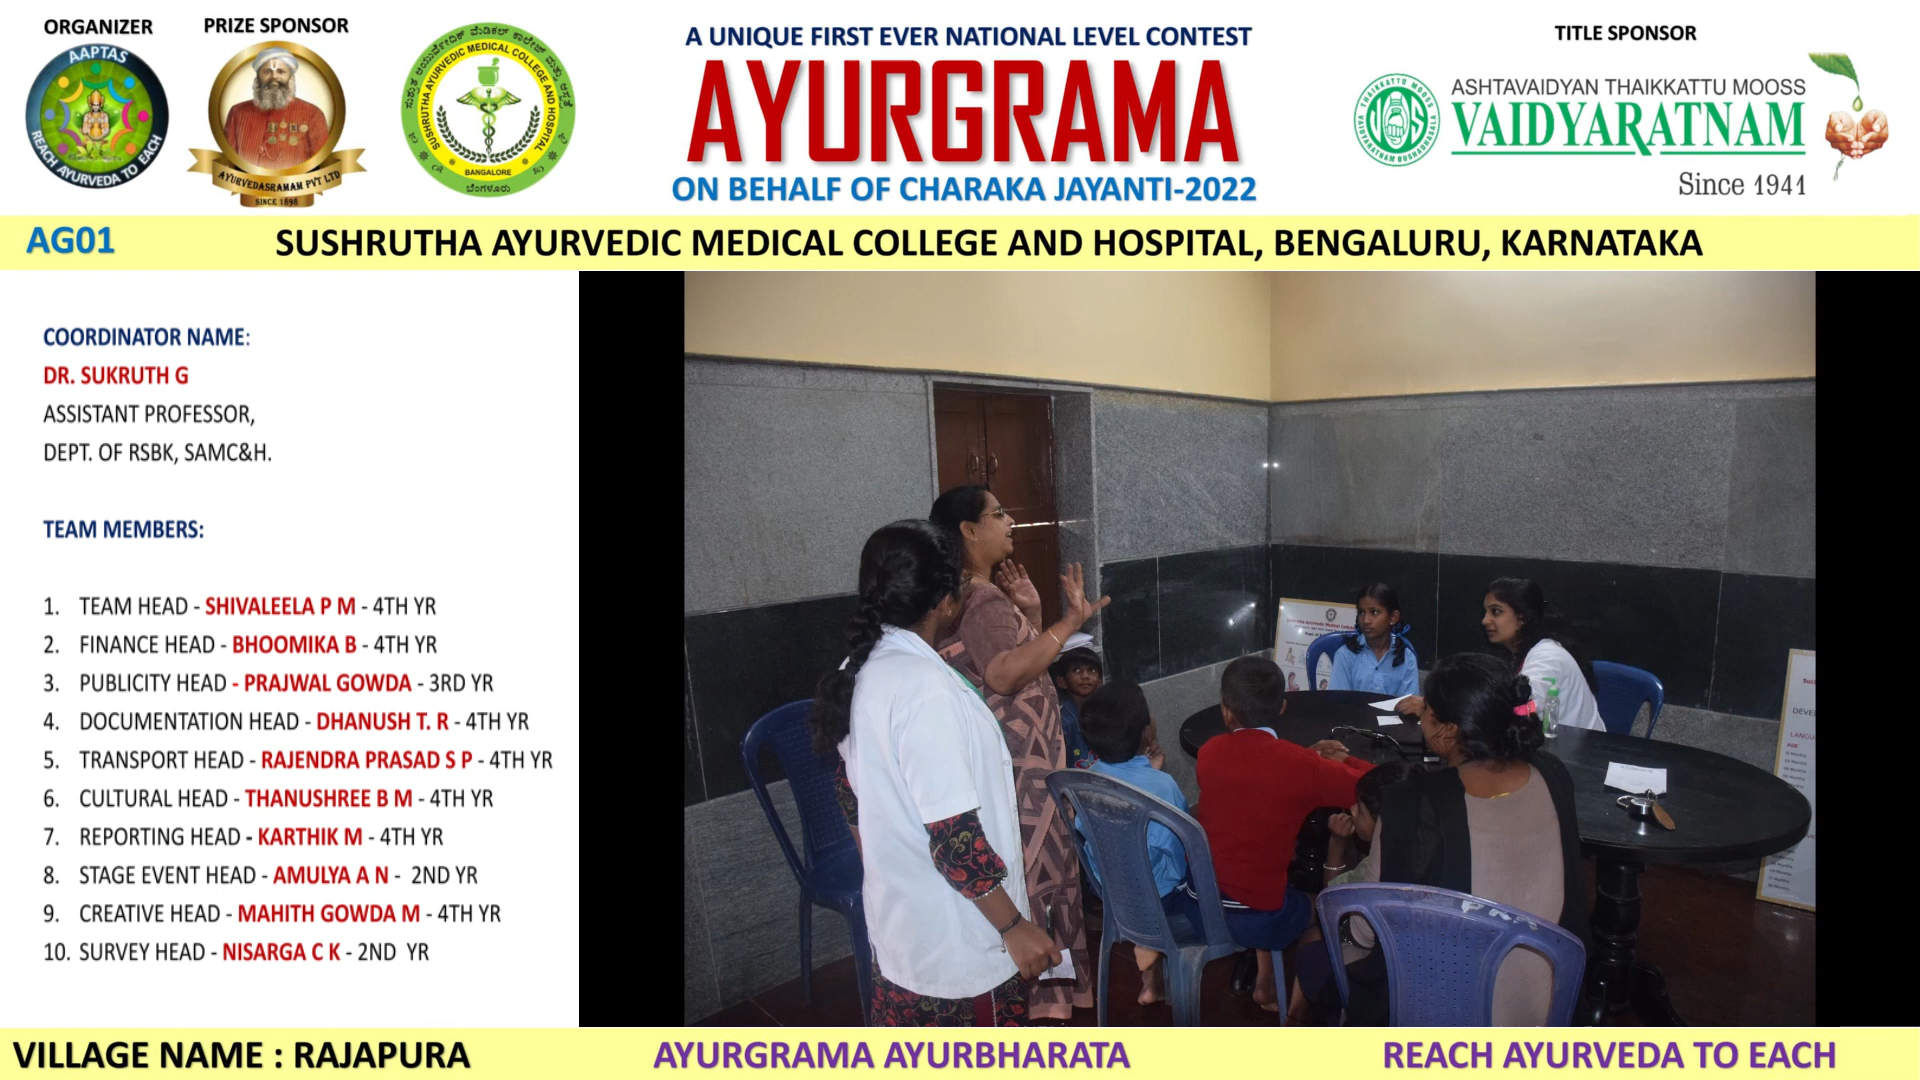 ORGANIZER
PRIZE SPONSOR
AAPTAS
REACH AYURVEDA TO EACH
AYURVEDASRAMAM PVT LTD
SINCE 1898
SUSHRUTHA AYURVEDIC MEDICAL COLLEGE AND HOSPITAL
BANGALORE
ಬೆಂಗಳೂರು
A UNIQUE FIRST EVER NATIONAL LEVEL CONTEST
AYURGRAMA
ON BEHALF OF CHARAKA JAYANTI-2022
TITLE SPONSOR
THAIKKATTU MOOSS
VAIDYARATNAM OUSHADHASALA
ASHTAVAIDYAN THAIKKATTU MOOSS
VAIDYARATNAM
Since 1941
AG01
SUSHRUTHA AYURVEDIC MEDICAL COLLEGE AND HOSPITAL, BENGALURU, KARNATAKA
COORDINATOR NAME:
DR. SUKRUTH G
ASSISTANT PROFESSOR,
DEPT. OF RSBK, SAMC&H.
TEAM MEMBERS:
1. TEAM HEAD - SHIVALEELA P M - 4TH YR
2. FINANCE HEAD - BHOOMIKA B - 4TH YR
3. PUBLICITY HEAD - PRAJWAL GOWDA - 3RD YR
4. DOCUMENTATION HEAD - DHANUSH T. R - 4TH YR
5. TRANSPORT HEAD - RAJENDRA PRASAD S P - 4TH YR
6. CULTURAL HEAD - THANUSHREE B M - 4TH YR
7. REPORTING HEAD - KARTHIK M - 4TH YR
8. STAGE EVENT HEAD - AMULYA A N - 2ND YR
9. CREATIVE HEAD - MAHITH GOWDA M - 4TH YR
10. SURVEY HEAD - NISARGA C K - 2ND YR
VILLAGE NAME : RAJAPURA
AYURGRAMA AYURBHARATA
REACH AYURVEDA TO EACH